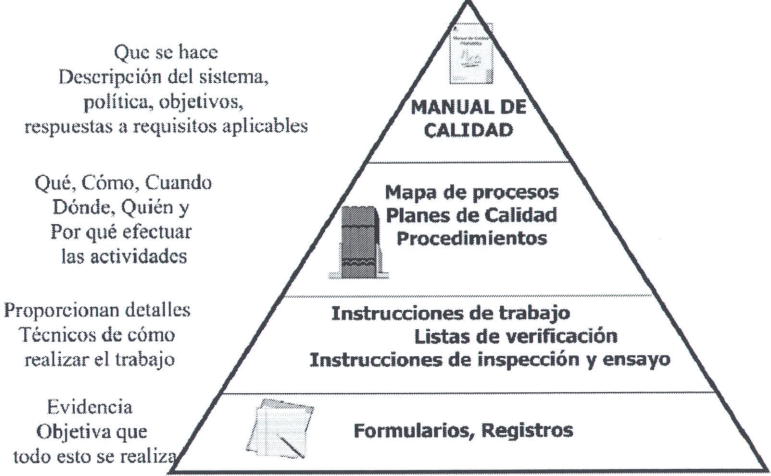 Que se hace
Descripción del sistema,
política, objetivos,
respuestas a requisitos aplicables
MANUAL DE
CALIDAD
Qué, Cómo, Cuando
Dónde, Quién y
Por qué efectuar
las actividades
Mapa de procesos
Planes de Calidad
Procedimientos
Proporcionan detalles
Técnicos de cómo
realizar el trabajo
Instrucciones de trabajo
Listas de verificación
Instrucciones de inspección y ensayo
Evidencia
Objetiva que
todo esto se realiza
Formularios, Registros